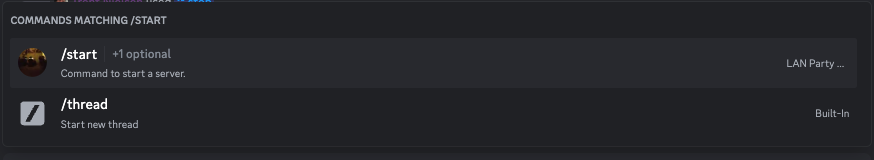 COMMANDS MATCHING /START
/start +1 optional
Command to start a server.
LAN Party ...
/thread
Start new thread
Built-In